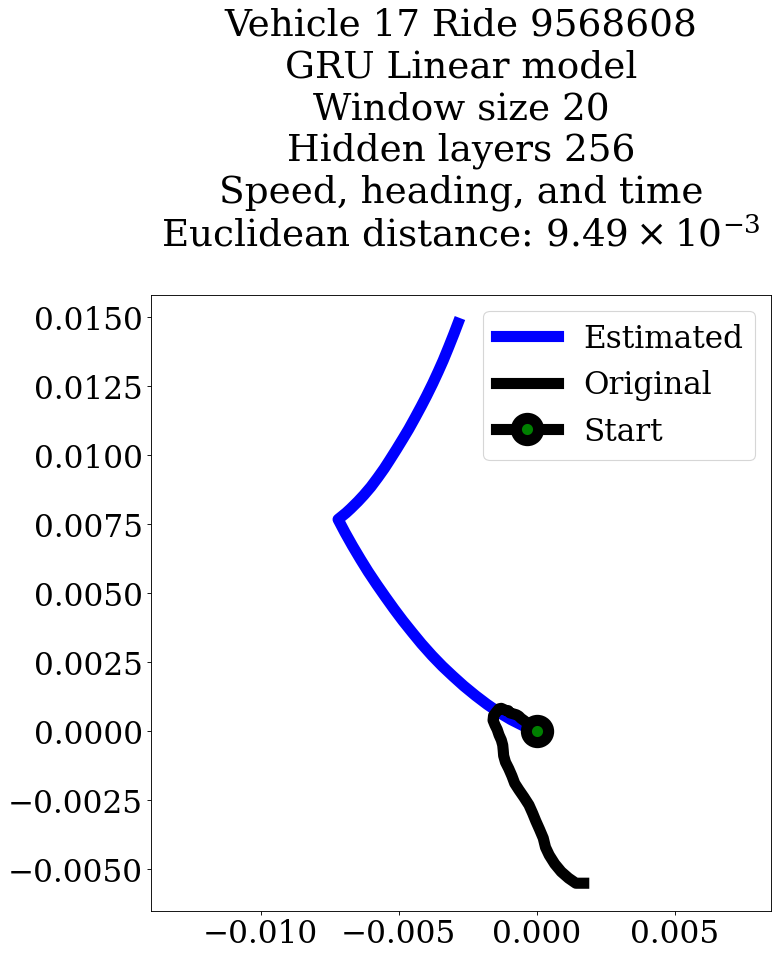 Vehicle 17 Ride 9568608
GRU Linear model
Window size 20
Hidden layers 256
Speed, heading, and time
Euclidean distance: 9.49 × 10⁻³
0.0150
0.0125
0.0100
0.0075
0.0050
0.0025
0.0000
−0.0025
−0.0050
Estimated
Original
Start
−0.010 −0.005 0.000 0.005